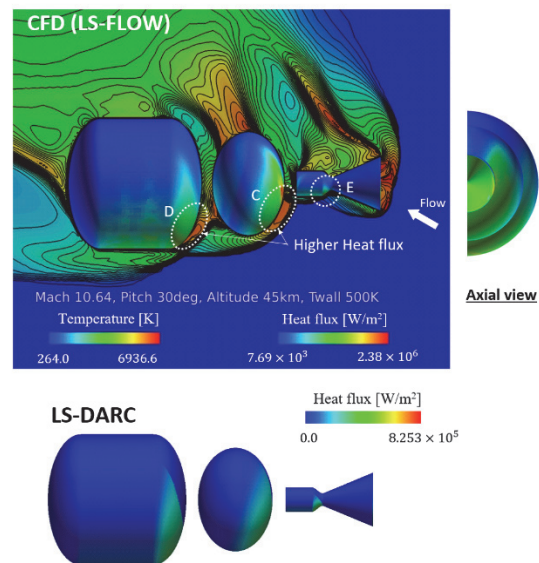 CFD (LS-FLOW)
D
C
E
Flow
Higher Heat flux
Mach 10.64, Pitch 30deg, Altitude 45km, Twall 500K
Axial view
Temperature [K]
Heat flux [W/m²]
264.0
6936.6
7.69 × 10³
2.38 × 10⁶
LS-DARC
Heat flux [W/m²]
0.0
8.253 × 10⁵